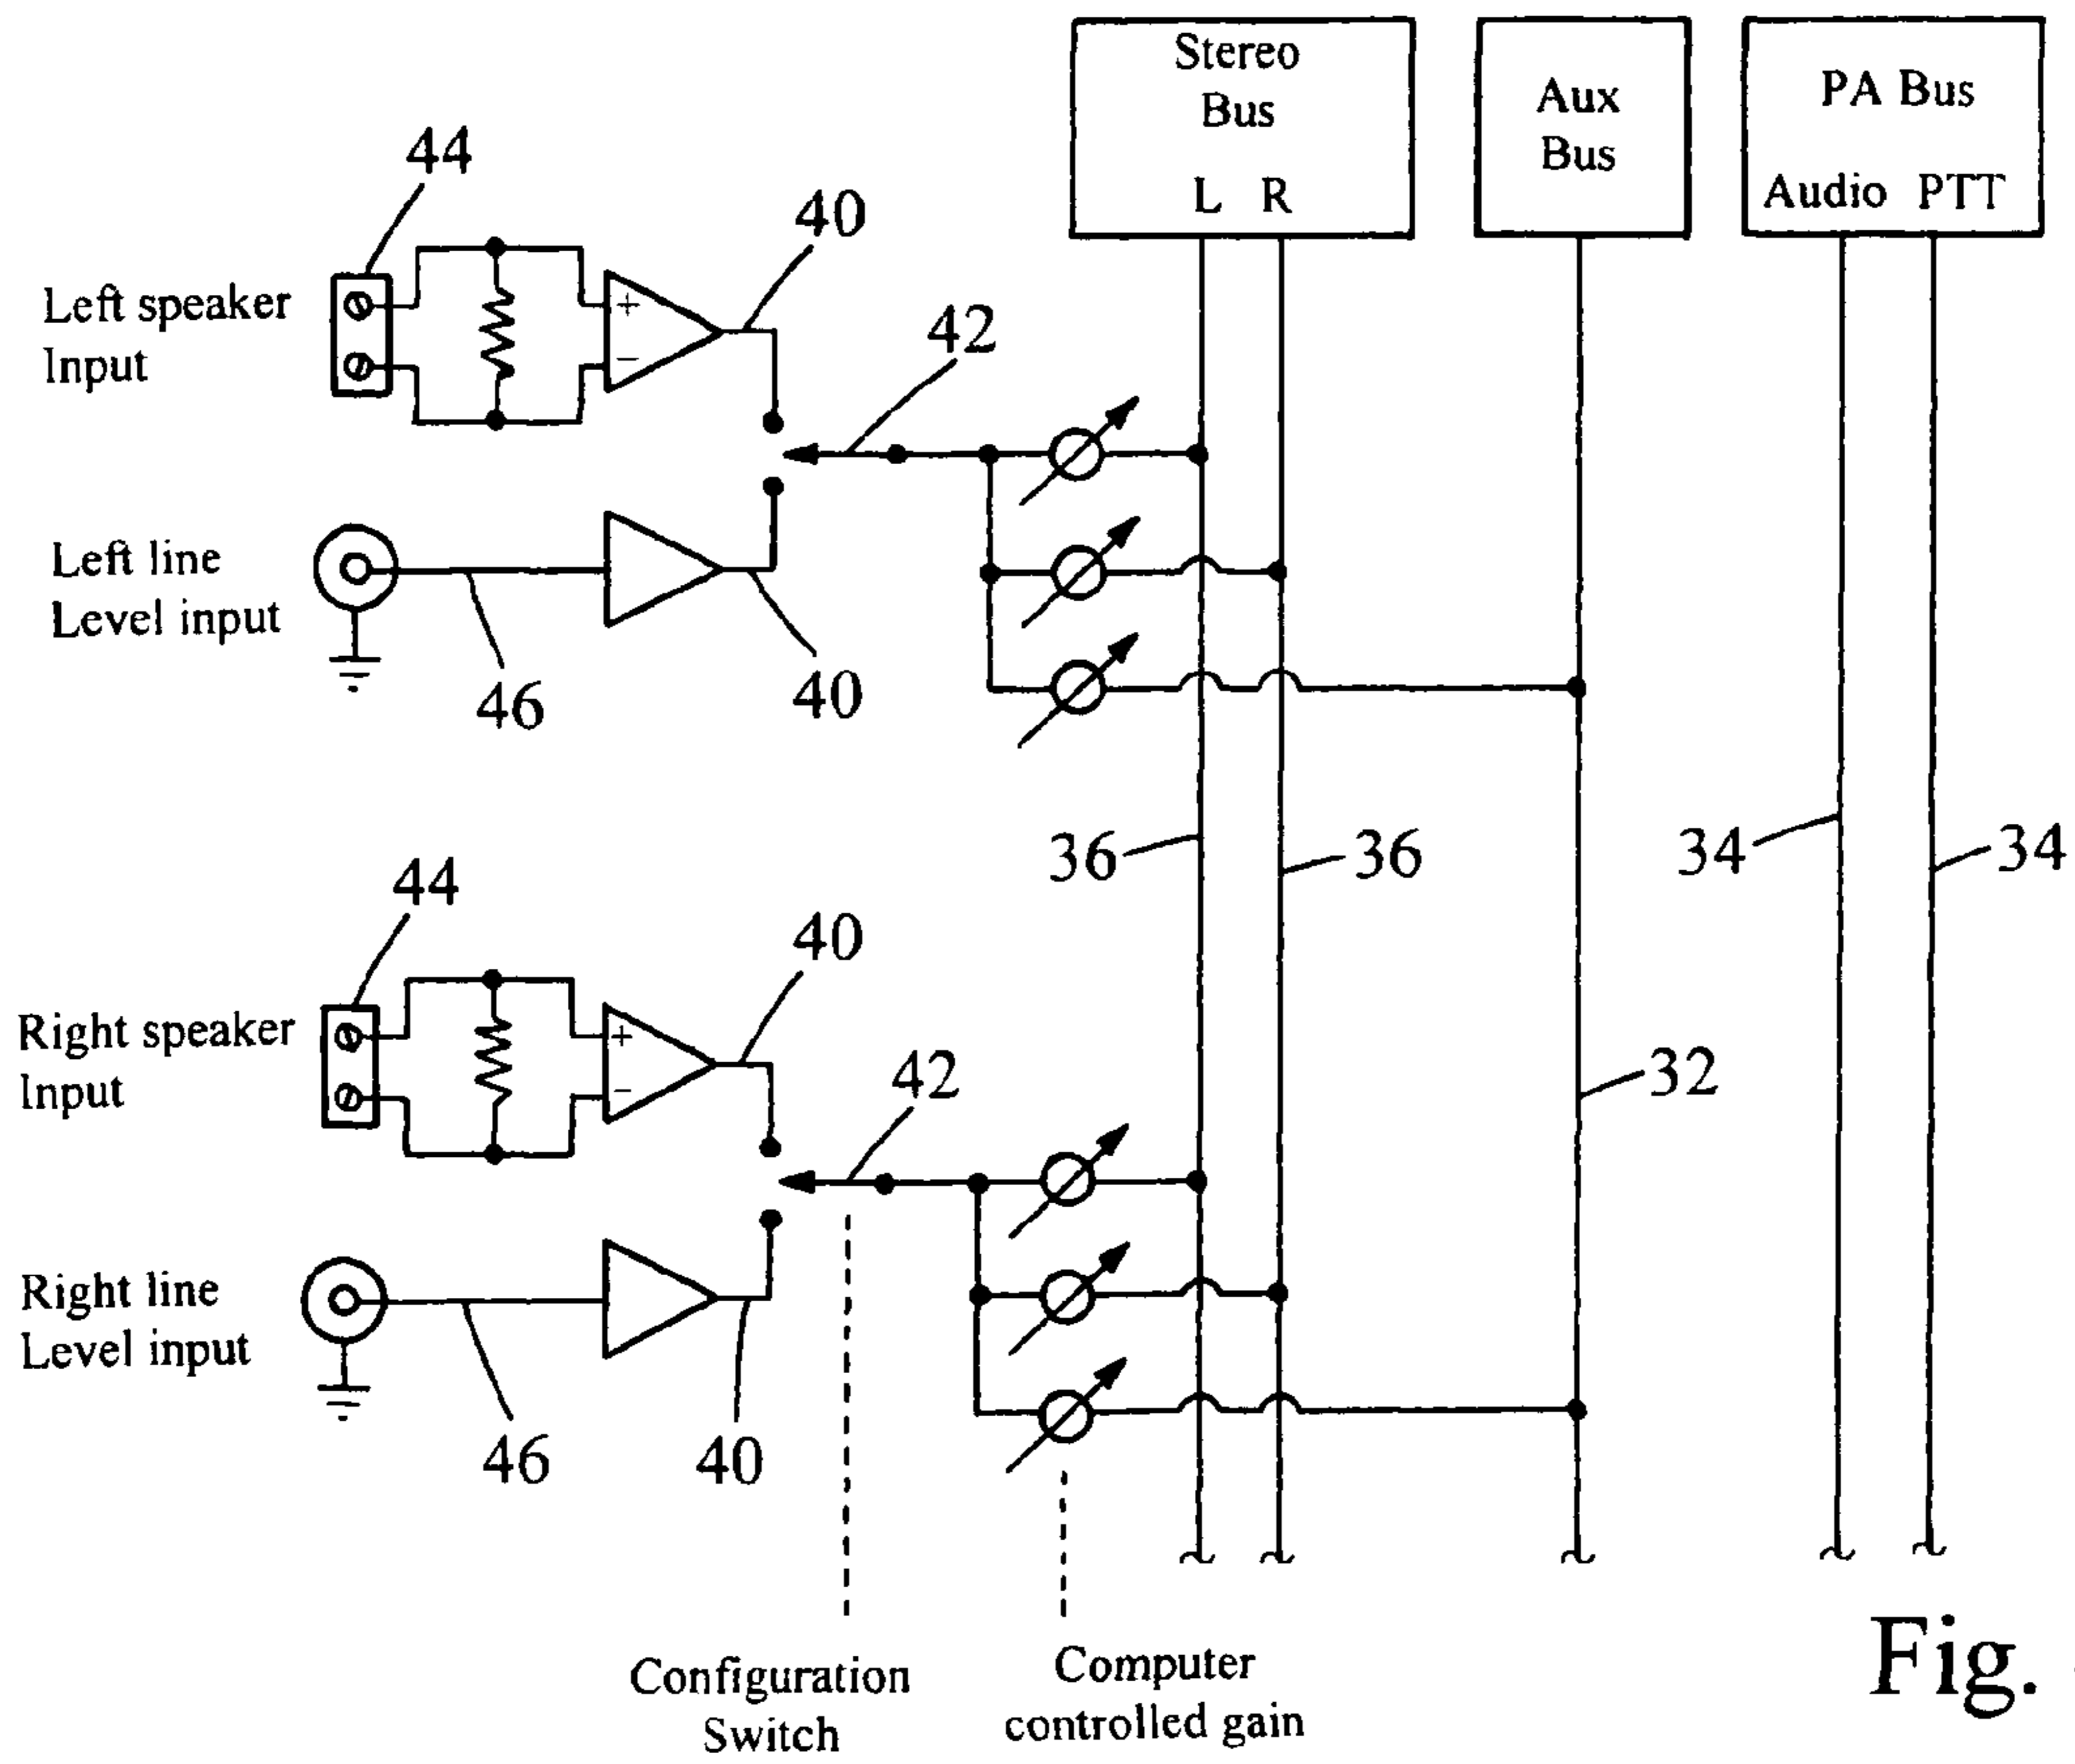 Stereo
Bus
L R
Aux
Bus
PA Bus
Audio PTT
44
40
Left speaker
Input
+
−
42
Left line
Level input
46
40
36
36
34
34
44
40
Right speaker
Input
+
−
42
32
Right line
Level input
46
40
Configuration
Switch
Computer
controlled gain
Fig.